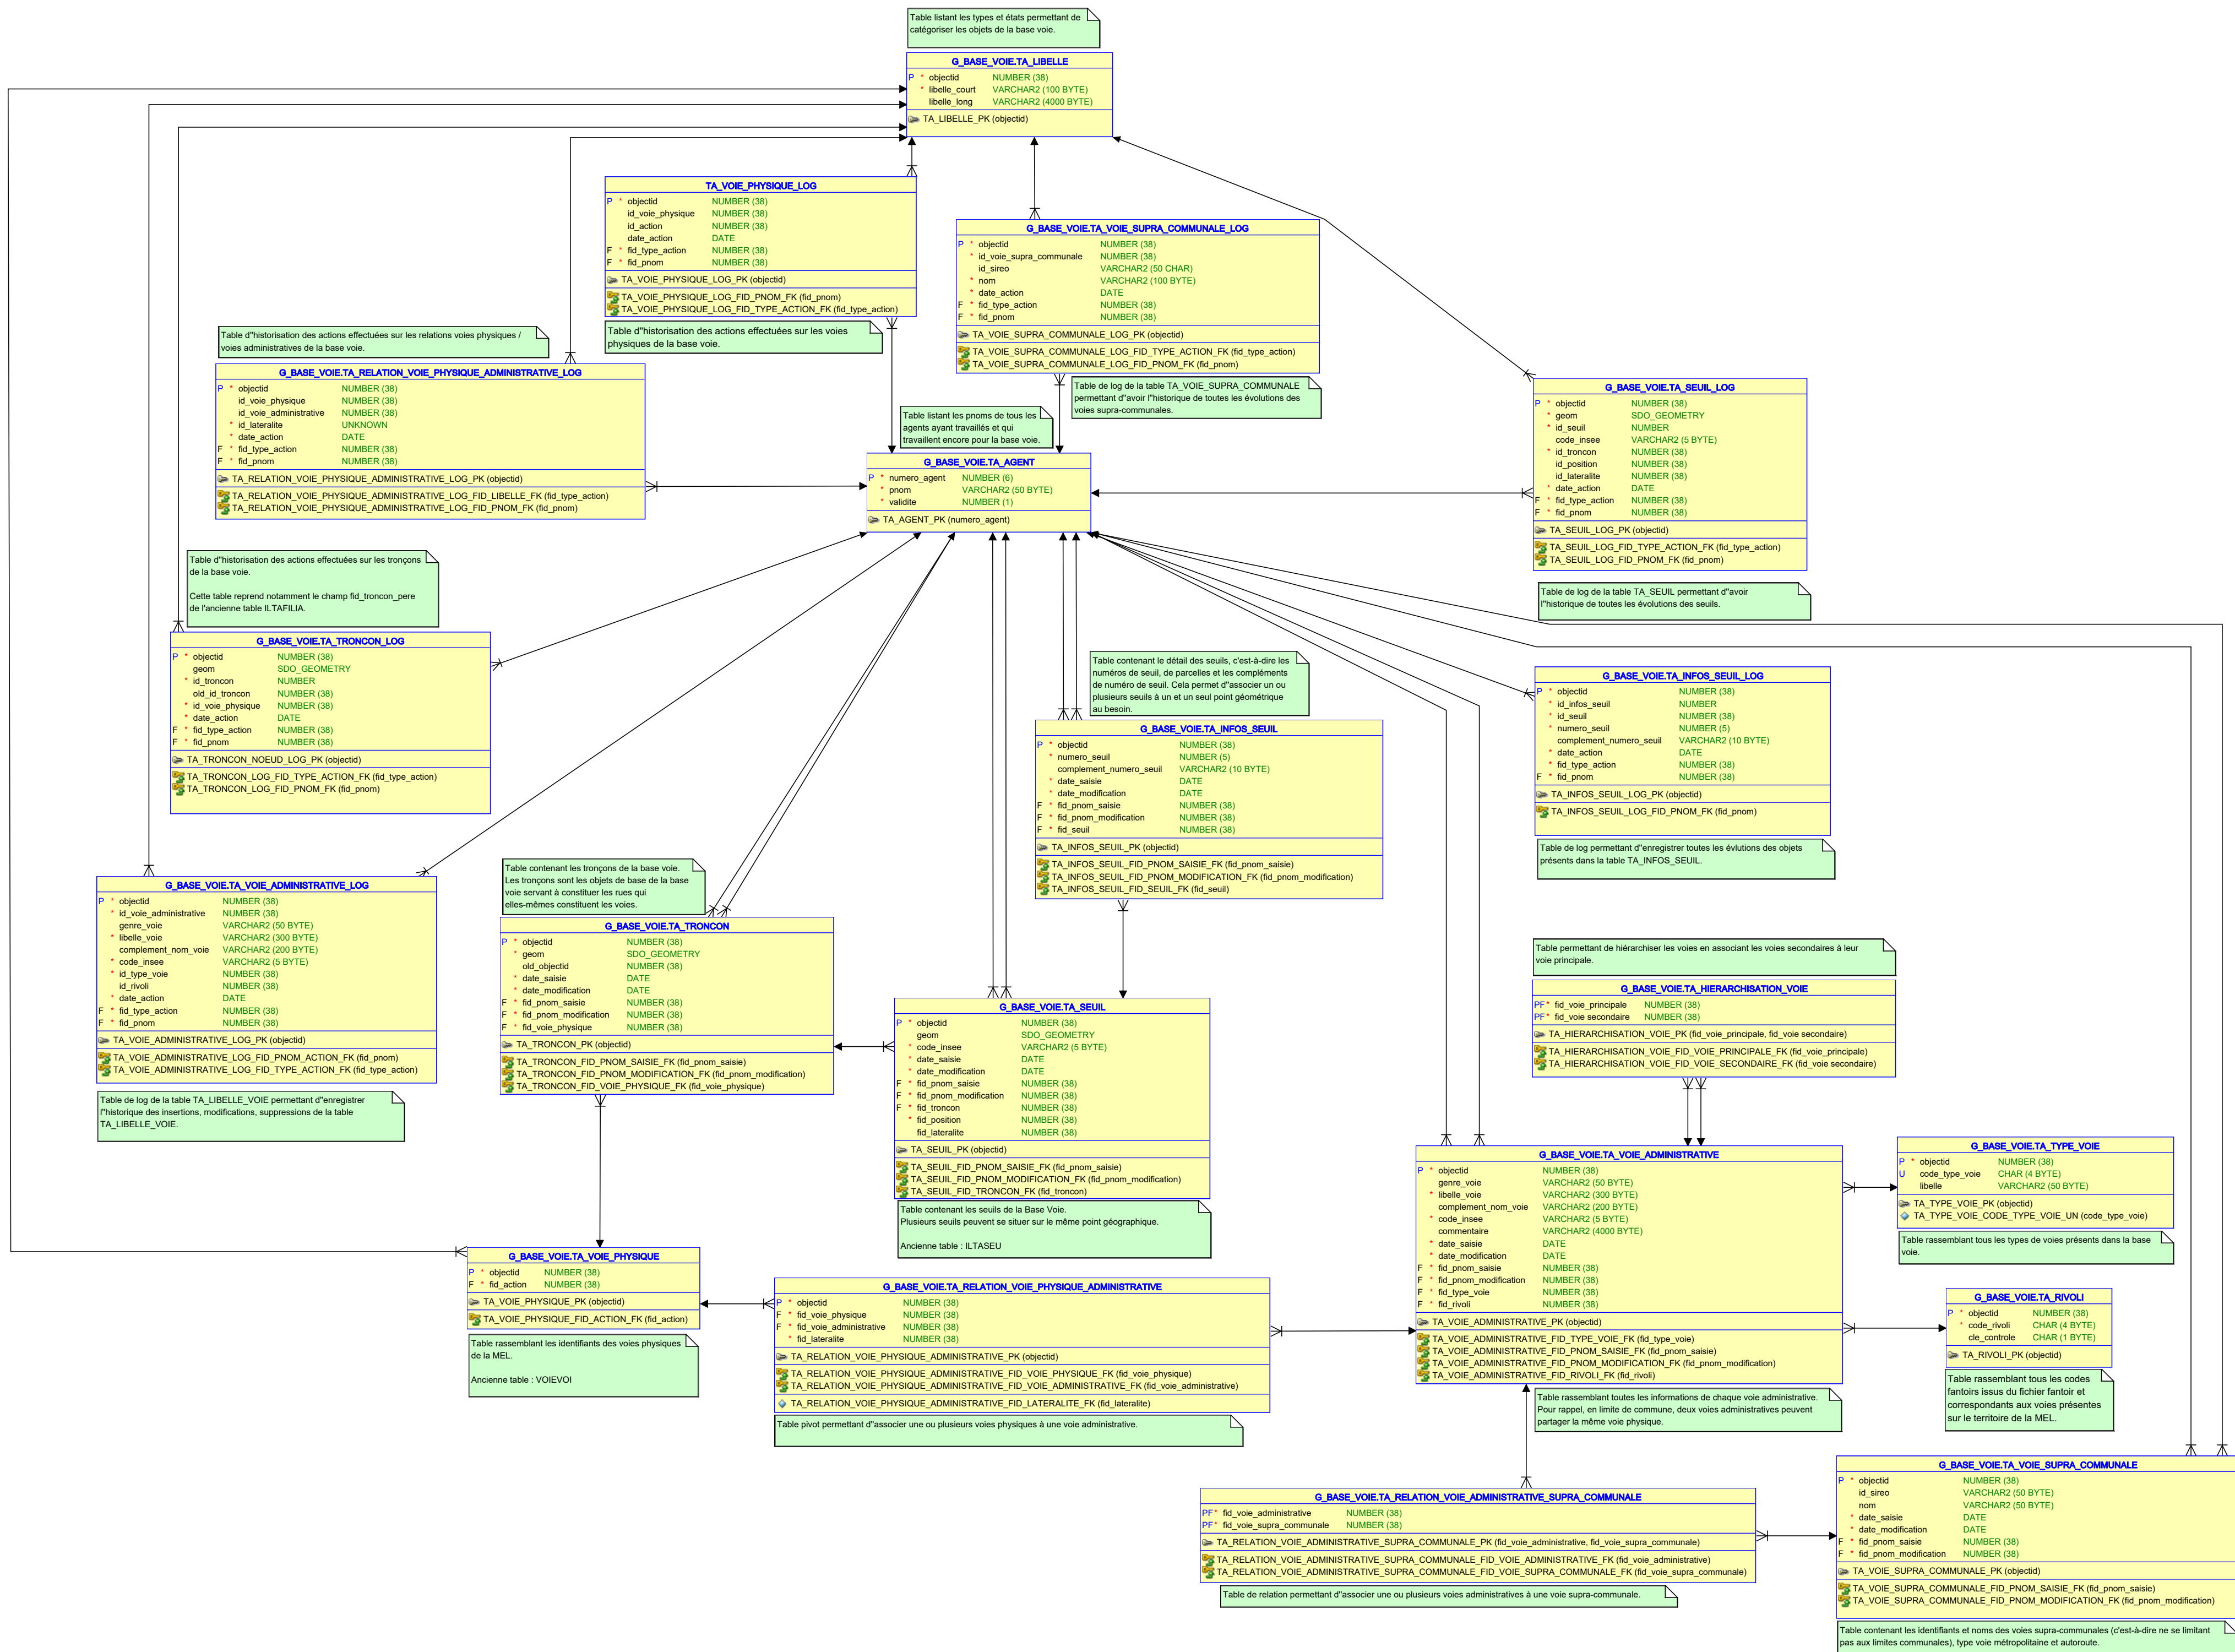 Table listant les types et états permettant de
catégoriser les objets de la base voie.
G_BASE_VOIE.TA_LIBELLE
P * objectid NUMBER (38)
* libelle_court VARCHAR2 (100 BYTE)
libelle_long VARCHAR2 (4000 BYTE)
TA_LIBELLE_PK (objectid)
TA_VOIE_PHYSIQUE_LOG
P * objectid NUMBER (38)
id_voie_physique NUMBER (38)
id_action NUMBER (38)
date_action DATE
F * fid_type_action NUMBER (38)
F * fid_pnom NUMBER (38)
TA_VOIE_PHYSIQUE_LOG_PK (objectid)
TA_VOIE_PHYSIQUE_LOG_FID_PNOM_FK (fid_pnom)
TA_VOIE_PHYSIQUE_LOG_FID_TYPE_ACTION_FK (fid_type_action)
Table d"historisation des actions effectuées sur les voies
physiques de la base voie.
G_BASE_VOIE.TA_VOIE_SUPRA_COMMUNALE_LOG
P * objectid NUMBER (38)
* id_voie_supra_communale NUMBER (38)
id_sireo VARCHAR2 (50 CHAR)
* nom VARCHAR2 (100 BYTE)
* date_action DATE
F * fid_type_action NUMBER (38)
F * fid_pnom NUMBER (38)
TA_VOIE_SUPRA_COMMUNALE_LOG_PK (objectid)
TA_VOIE_SUPRA_COMMUNALE_LOG_FID_TYPE_ACTION_FK (fid_type_action)
TA_VOIE_SUPRA_COMMUNALE_LOG_FID_PNOM_FK (fid_pnom)
Table de log de la table TA_VOIE_SUPRA_COMMUNALE
permettant d"avoir l"historique de toutes les évolutions des
voies supra-communales.
Table d"historisation des actions effectuées sur les relations voies physiques /
voies administratives de la base voie.
G_BASE_VOIE.TA_RELATION_VOIE_PHYSIQUE_ADMINISTRATIVE_LOG
P * objectid NUMBER (38)
id_voie_physique NUMBER (38)
id_voie_administrative NUMBER (38)
* id_lateralite UNKNOWN
* date_action DATE
F * fid_type_action NUMBER (38)
F * fid_pnom NUMBER (38)
TA_RELATION_VOIE_PHYSIQUE_ADMINISTRATIVE_LOG_PK (objectid)
TA_RELATION_VOIE_PHYSIQUE_ADMINISTRATIVE_LOG_FID_LIBELLE_FK (fid_type_action)
TA_RELATION_VOIE_PHYSIQUE_ADMINISTRATIVE_LOG_FID_PNOM_FK (fid_pnom)
Table listant les pnoms de tous les
agents ayant travaillés et qui
travaillent encore pour la base voie.
G_BASE_VOIE.TA_AGENT
P * numero_agent NUMBER (6)
* pnom VARCHAR2 (50 BYTE)
* validite NUMBER (1)
TA_AGENT_PK (numero_agent)
G_BASE_VOIE.TA_SEUIL_LOG
P * objectid NUMBER (38)
* geom SDO_GEOMETRY
* id_seuil NUMBER
code_insee VARCHAR2 (5 BYTE)
* id_troncon NUMBER (38)
id_position NUMBER (38)
id_lateralite NUMBER (38)
* date_action DATE
F * fid_type_action NUMBER (38)
F * fid_pnom NUMBER (38)
TA_SEUIL_LOG_PK (objectid)
TA_SEUIL_LOG_FID_TYPE_ACTION_FK (fid_type_action)
TA_SEUIL_LOG_FID_PNOM_FK (fid_pnom)
Table de log de la table TA_SEUIL permettant d"avoir
l"historique de toutes les évolutions des seuils.
Table d"historisation des actions effectuées sur les tronçons
de la base voie.
Cette table reprend notamment le champ fid_troncon_pere
de l'ancienne table ILTAFILIA.
G_BASE_VOIE.TA_TRONCON_LOG
P * objectid NUMBER (38)
geom SDO_GEOMETRY
* id_troncon NUMBER
old_id_troncon NUMBER (38)
* id_voie_physique NUMBER (38)
* date_action DATE
F * fid_type_action NUMBER (38)
F * fid_pnom NUMBER (38)
TA_TRONCON_NOEUD_LOG_PK (objectid)
TA_TRONCON_LOG_FID_TYPE_ACTION_FK (fid_type_action)
TA_TRONCON_LOG_FID_PNOM_FK (fid_pnom)
Table contenant le détail des seuils, c'est-à-dire les
numéros de seuil, de parcelles et les compléments
de numéro de seuil. Cela permet d"associer un ou
plusieurs seuils à un et un seul point géométrique
au besoin.
G_BASE_VOIE.TA_INFOS_SEUIL
P * objectid NUMBER (38)
* numero_seuil NUMBER (5)
complement_numero_seuil VARCHAR2 (10 BYTE)
* date_saisie DATE
* date_modification DATE
F * fid_pnom_saisie NUMBER (38)
F * fid_pnom_modification NUMBER (38)
F * fid_seuil NUMBER (38)
TA_INFOS_SEUIL_PK (objectid)
TA_INFOS_SEUIL_FID_PNOM_SAISIE_FK (fid_pnom_saisie)
TA_INFOS_SEUIL_FID_PNOM_MODIFICATION_FK (fid_pnom_modification)
TA_INFOS_SEUIL_FID_SEUIL_FK (fid_seuil)
G_BASE_VOIE.TA_INFOS_SEUIL_LOG
P * objectid NUMBER (38)
* id_infos_seuil NUMBER
* id_seuil NUMBER (38)
* numero_seuil NUMBER (5)
complement_numero_seuil VARCHAR2 (10 BYTE)
* date_action DATE
* fid_type_action NUMBER (38)
F * fid_pnom NUMBER (38)
TA_INFOS_SEUIL_LOG_PK (objectid)
TA_INFOS_SEUIL_LOG_FID_PNOM_FK (fid_pnom)
Table de log permettant d"enregistrer toutes les évlutions des objets
présents dans la table TA_INFOS_SEUIL.
G_BASE_VOIE.TA_VOIE_ADMINISTRATIVE_LOG
P * objectid NUMBER (38)
* id_voie_administrative NUMBER (38)
genre_voie VARCHAR2 (50 BYTE)
* libelle_voie VARCHAR2 (300 BYTE)
complement_nom_voie VARCHAR2 (200 BYTE)
* code_insee VARCHAR2 (5 BYTE)
* id_type_voie NUMBER (38)
id_rivoli NUMBER (38)
* date_action DATE
F * fid_type_action NUMBER (38)
F * fid_pnom NUMBER (38)
TA_VOIE_ADMINISTRATIVE_LOG_PK (objectid)
TA_VOIE_ADMINISTRATIVE_LOG_FID_PNOM_ACTION_FK (fid_pnom)
TA_VOIE_ADMINISTRATIVE_LOG_FID_TYPE_ACTION_FK (fid_type_action)
Table de log de la table TA_LIBELLE_VOIE permettant d"enregistrer
l"historique des insertions, modifications, suppressions de la table
TA_LIBELLE_VOIE.
Table contenant les tronçons de la base voie.
Les tronçons sont les objets de base de la base
voie servant à constituer les rues qui
elles-mêmes constituent les voies.
G_BASE_VOIE.TA_TRONCON
P * objectid NUMBER (38)
* geom SDO_GEOMETRY
old_objectid NUMBER (38)
* date_saisie DATE
* date_modification DATE
F * fid_pnom_saisie NUMBER (38)
F * fid_pnom_modification NUMBER (38)
F * fid_voie_physique NUMBER (38)
TA_TRONCON_PK (objectid)
TA_TRONCON_FID_PNOM_SAISIE_FK (fid_pnom_saisie)
TA_TRONCON_FID_PNOM_MODIFICATION_FK (fid_pnom_modification)
TA_TRONCON_FID_VOIE_PHYSIQUE_FK (fid_voie_physique)
G_BASE_VOIE.TA_SEUIL
P * objectid NUMBER (38)
geom SDO_GEOMETRY
* code_insee VARCHAR2 (5 BYTE)
* date_saisie DATE
* date_modification DATE
F * fid_pnom_saisie NUMBER (38)
F * fid_pnom_modification NUMBER (38)
F * fid_troncon NUMBER (38)
* fid_position NUMBER (38)
fid_lateralite NUMBER (38)
TA_SEUIL_PK (objectid)
TA_SEUIL_FID_PNOM_SAISIE_FK (fid_pnom_saisie)
TA_SEUIL_FID_PNOM_MODIFICATION_FK (fid_pnom_modification)
TA_SEUIL_FID_TRONCON_FK (fid_troncon)
Table contenant les seuils de la Base Voie.
Plusieurs seuils peuvent se situer sur le même point géographique.
Ancienne table : ILTASEU
Table permettant de hiérarchiser les voies en associant les voies secondaires à leur
voie principale.
G_BASE_VOIE.TA_HIERARCHISATION_VOIE
PF* fid_voie_principale NUMBER (38)
PF* fid_voie secondaire NUMBER (38)
TA_HIERARCHISATION_VOIE_PK (fid_voie_principale, fid_voie secondaire)
TA_HIERARCHISATION_VOIE_FID_VOIE_PRINCIPALE_FK (fid_voie_principale)
TA_HIERARCHISATION_VOIE_FID_VOIE_SECONDAIRE_FK (fid_voie secondaire)
G_BASE_VOIE.TA_VOIE_ADMINISTRATIVE
P * objectid NUMBER (38)
genre_voie VARCHAR2 (50 BYTE)
* libelle_voie VARCHAR2 (300 BYTE)
complement_nom_voie VARCHAR2 (200 BYTE)
* code_insee VARCHAR2 (5 BYTE)
commentaire VARCHAR2 (4000 BYTE)
* date_saisie DATE
* date_modification DATE
F * fid_pnom_saisie NUMBER (38)
F * fid_pnom_modification NUMBER (38)
F * fid_type_voie NUMBER (38)
F * fid_rivoli NUMBER (38)
TA_VOIE_ADMINISTRATIVE_PK (objectid)
TA_VOIE_ADMINISTRATIVE_FID_TYPE_VOIE_FK (fid_type_voie)
TA_VOIE_ADMINISTRATIVE_FID_PNOM_SAISIE_FK (fid_pnom_saisie)
TA_VOIE_ADMINISTRATIVE_FID_PNOM_MODIFICATION_FK (fid_pnom_modification)
TA_VOIE_ADMINISTRATIVE_FID_RIVOLI_FK (fid_rivoli)
Table rassemblant toutes les informations de chaque voie administrative.
Pour rappel, en limite de commune, deux voies administratives peuvent
partager la même voie physique.
G_BASE_VOIE.TA_TYPE_VOIE
P * objectid NUMBER (38)
U code_type_voie CHAR (4 BYTE)
libelle VARCHAR2 (50 BYTE)
TA_TYPE_VOIE_PK (objectid)
TA_TYPE_VOIE_CODE_TYPE_VOIE_UN (code_type_voie)
Table rassemblant tous les types de voies présents dans la base
voie.
G_BASE_VOIE.TA_RIVOLI
P * objectid NUMBER (38)
* code_rivoli CHAR (4 BYTE)
cle_controle CHAR (1 BYTE)
TA_RIVOLI_PK (objectid)
Table rassemblant tous les codes
fantoirs issus du fichier fantoir et
correspondants aux voies présentes
sur le territoire de la MEL.
G_BASE_VOIE.TA_VOIE_PHYSIQUE
P * objectid NUMBER (38)
F * fid_action NUMBER (38)
TA_VOIE_PHYSIQUE_PK (objectid)
TA_VOIE_PHYSIQUE_FID_ACTION_FK (fid_action)
Table rassemblant les identifiants des voies physiques
de la MEL.
Ancienne table : VOIEVOI
G_BASE_VOIE.TA_RELATION_VOIE_PHYSIQUE_ADMINISTRATIVE
P * objectid NUMBER (38)
F * fid_voie_physique NUMBER (38)
F * fid_voie_administrative NUMBER (38)
* fid_lateralite NUMBER (38)
TA_RELATION_VOIE_PHYSIQUE_ADMINISTRATIVE_PK (objectid)
TA_RELATION_VOIE_PHYSIQUE_ADMINISTRATIVE_FID_VOIE_PHYSIQUE_FK (fid_voie_physique)
TA_RELATION_VOIE_PHYSIQUE_ADMINISTRATIVE_FID_VOIE_ADMINISTRATIVE_FK (fid_voie_administrative)
TA_RELATION_VOIE_PHYSIQUE_ADMINISTRATIVE_FID_LATERALITE_FK (fid_lateralite)
Table pivot permettant d"associer une ou plusieurs voies physiques à une voie administrative.
G_BASE_VOIE.TA_RELATION_VOIE_ADMINISTRATIVE_SUPRA_COMMUNALE
PF* fid_voie_administrative NUMBER (38)
PF* fid_voie_supra_communale NUMBER (38)
TA_RELATION_VOIE_ADMINISTRATIVE_SUPRA_COMMUNALE_PK (fid_voie_administrative, fid_voie_supra_communale)
TA_RELATION_VOIE_ADMINISTRATIVE_SUPRA_COMMUNALE_FID_VOIE_ADMINISTRATIVE_FK (fid_voie_administrative)
TA_RELATION_VOIE_ADMINISTRATIVE_SUPRA_COMMUNALE_FID_VOIE_SUPRA_COMMUNALE_FK (fid_voie_supra_communale)
Table de relation permettant d"associer une ou plusieurs voies administratives à une voie supra-communale.
G_BASE_VOIE.TA_VOIE_SUPRA_COMMUNALE
P * objectid NUMBER (38)
id_sireo VARCHAR2 (50 BYTE)
nom VARCHAR2 (50 BYTE)
* date_saisie DATE
* date_modification DATE
F * fid_pnom_saisie NUMBER (38)
F * fid_pnom_modification NUMBER (38)
TA_VOIE_SUPRA_COMMUNALE_PK (objectid)
TA_VOIE_SUPRA_COMMUNALE_FID_PNOM_SAISIE_FK (fid_pnom_saisie)
TA_VOIE_SUPRA_COMMUNALE_FID_PNOM_MODIFICATION_FK (fid_pnom_modification)
Table contenant les identifiants et noms des voies supra-communales (c'est-à-dire ne se limitant
pas aux limites communales), type voie métropolitaine et autoroute.